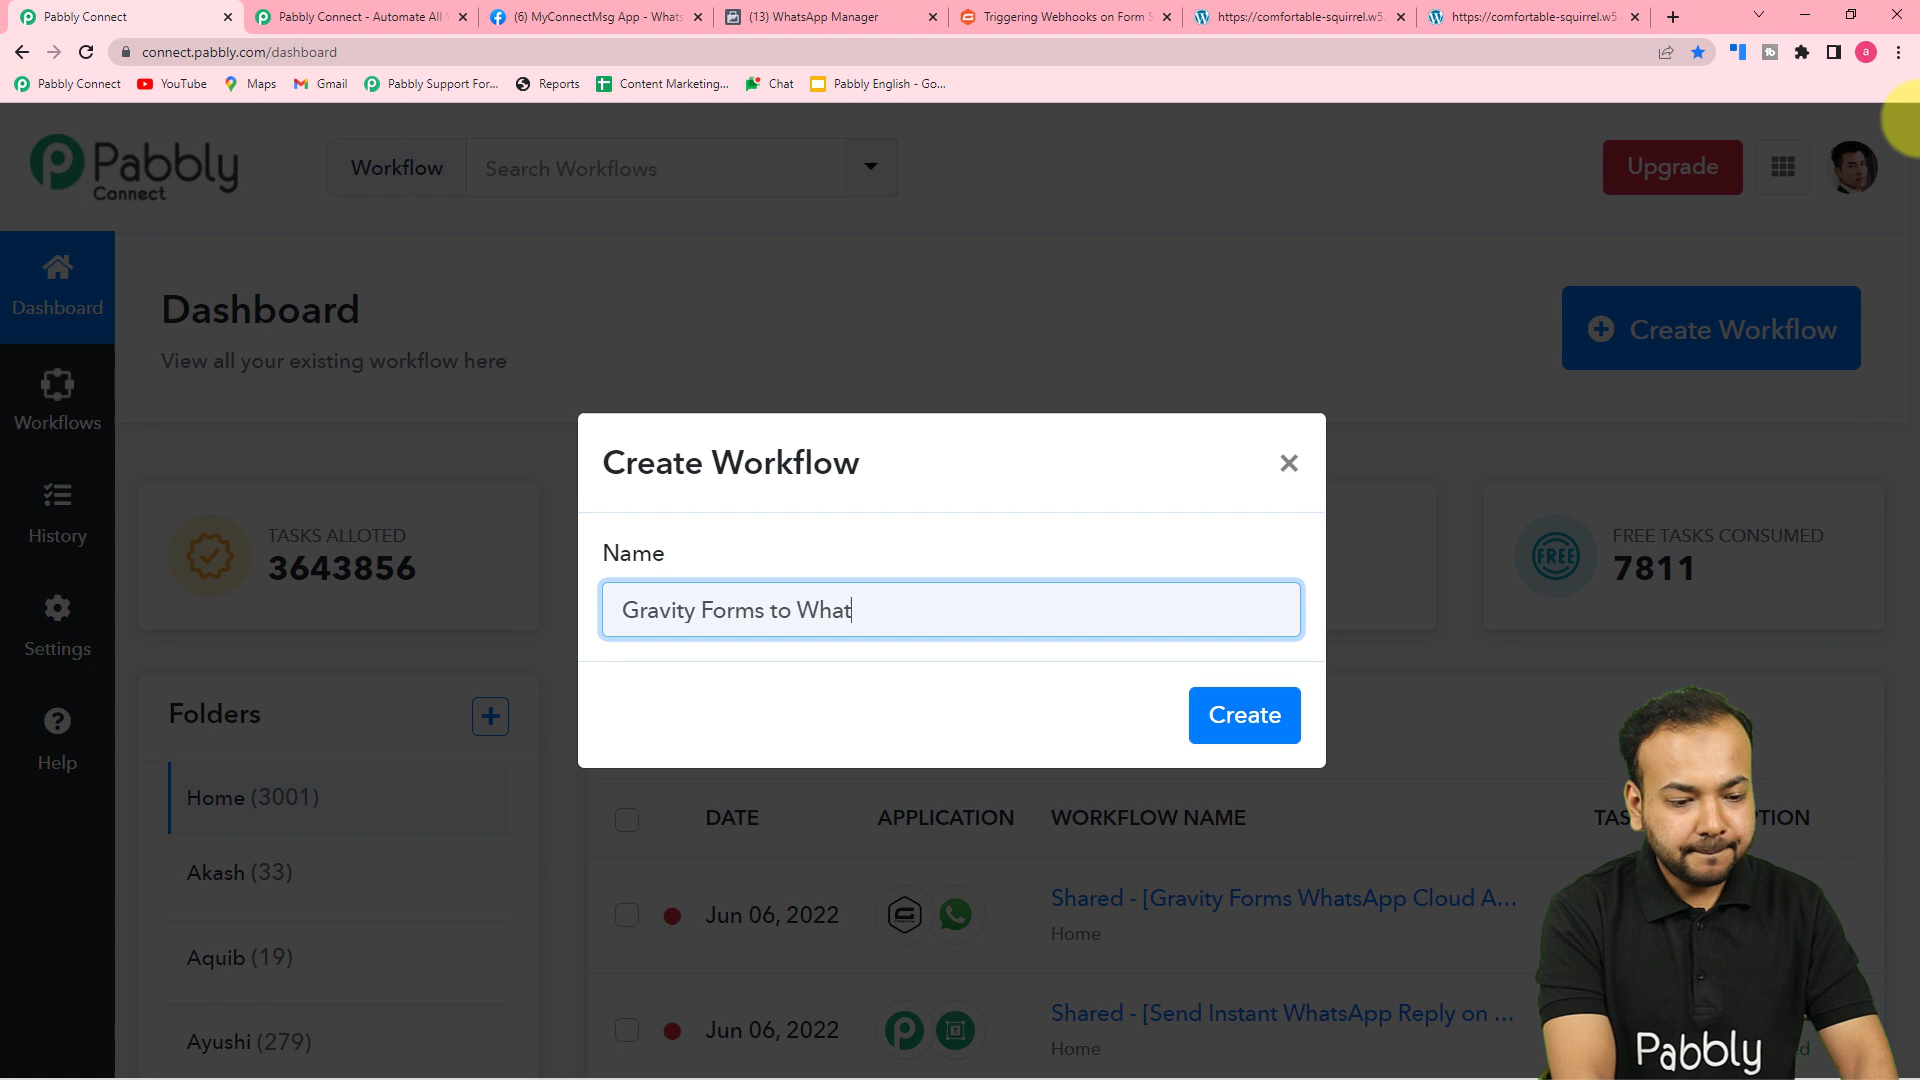 Pabbly Connect
Pabbly Connect - Automate All Y
(6) MyConnectMsg App - Whats
(13) WhatsApp Manager
Triggering Webhooks on Form S
https://comfortable-squirrel.w5.
https://comfortable-squirrel.w5.
connect.pabbly.com/dashboard
a
Pabbly Connect
YouTube
Maps
Gmail
Pabbly Support For...
Reports
Content Marketing...
Chat
Pabbly English - Go...
Pabbly
Connect
Workflow
Search Workflows
Upgrade
Dashboard
Workflows
History
Settings
Help
Dashboard
View all your existing workflow here
Create Workflow
TASKS ALLOTED
3643856
FREE
FREE TASKS CONSUMED
7811
Create Workflow
Name
Gravity Forms to What
Create
Folders
Home (3001)
Akash (33)
Aquib (19)
Ayushi (279)
DATE
APPLICATION
WORKFLOW NAME
TAS
PTION
Jun 06, 2022
Shared - [Gravity Forms WhatsApp Cloud A...
Home
Jun 06, 2022
Shared - [Send Instant WhatsApp Reply on ...
Home
Pabbly